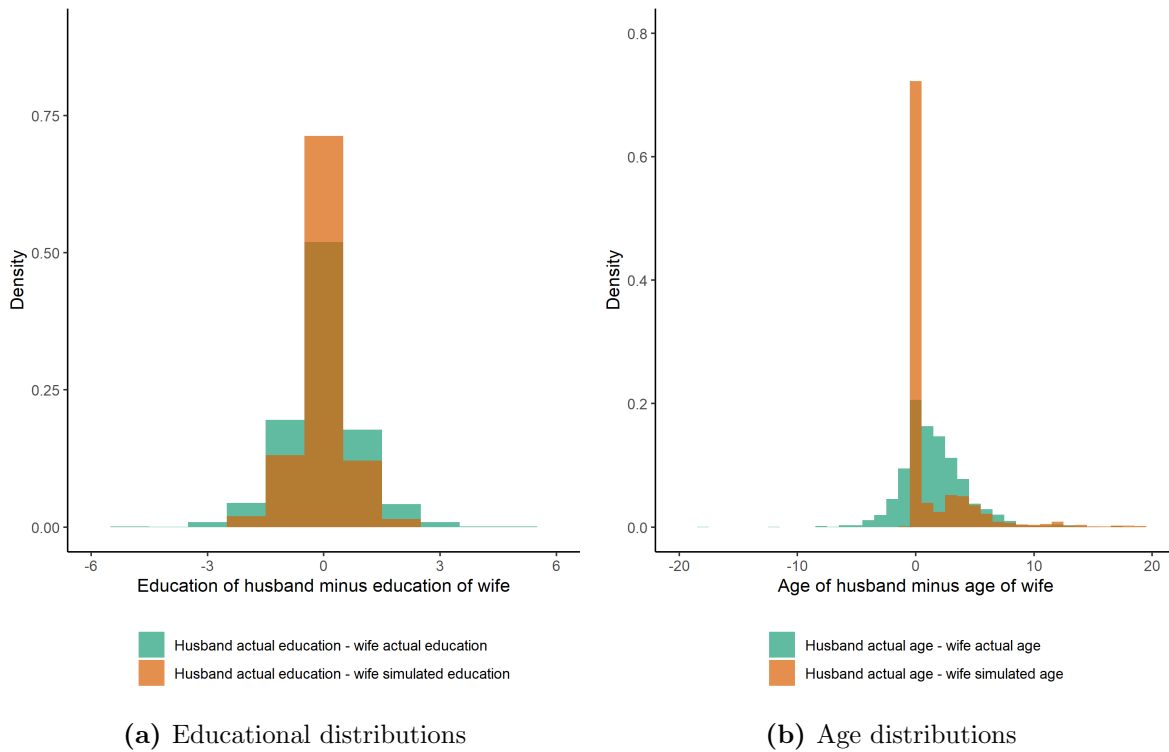 0.75
0.50
0.25
0.00
Density
-6
-3
0
3
6
Education of husband minus education of wife
Husband actual education - wife actual education
Husband actual education - wife simulated education
(a) Educational distributions
0.8
0.6
0.4
0.2
0.0
Density
-20
-10
0
10
20
Age of husband minus age of wife
Husband actual age - wife actual age
Husband actual age - wife simulated age
(b) Age distributions